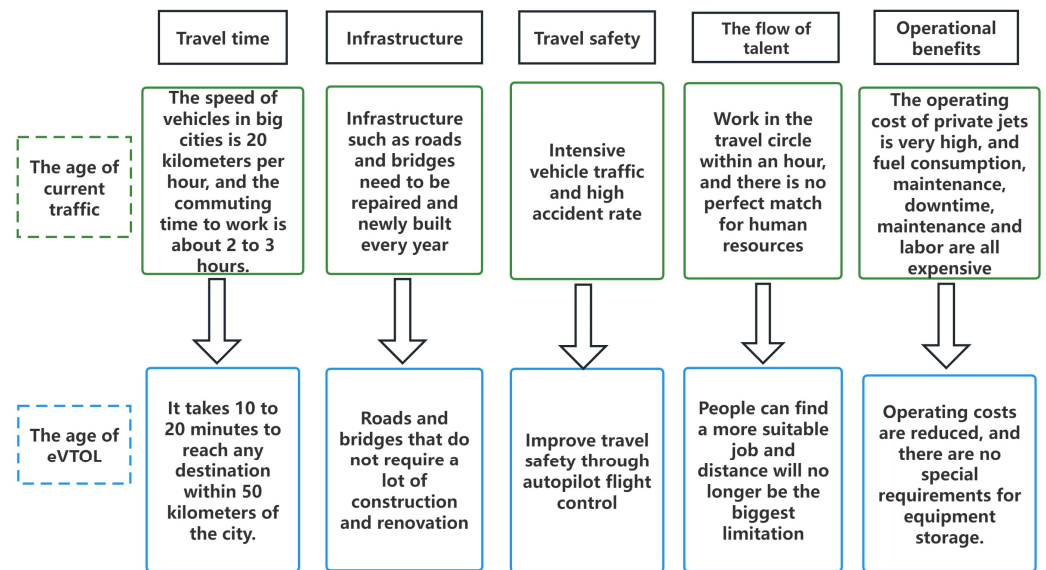 Travel time
Infrastructure
Travel safety
The flow of
talent
Operational
benefits
The age of
current
traffic
The speed of
vehicles in big
cities is 20
kilometers per
hour, and the
commuting
time to work is
about 2 to 3
hours.
Infrastructure
such as roads
and bridges
need to be
repaired and
newly built
every year
Intensive
vehicle traffic
and high
accident rate
Work in the
travel circle
within an hour,
and there is no
perfect match
for human
resources
The operating
cost of private jets
is very high, and
fuel consumption,
maintenance,
downtime,
maintenance and
labor are all
expensive
The age of
eVTOL
It takes 10 to
20 minutes to
reach any
destination
within 50
kilometers of
the city.
Roads and
bridges that do
not require a
lot of
construction
and renovation
Improve travel
safety through
autopilot flight
control
People can find
a more suitable
job and
distance will no
longer be the
biggest
limitation
Operating costs
are reduced, and
there are no
special
requirements for
equipment
storage.